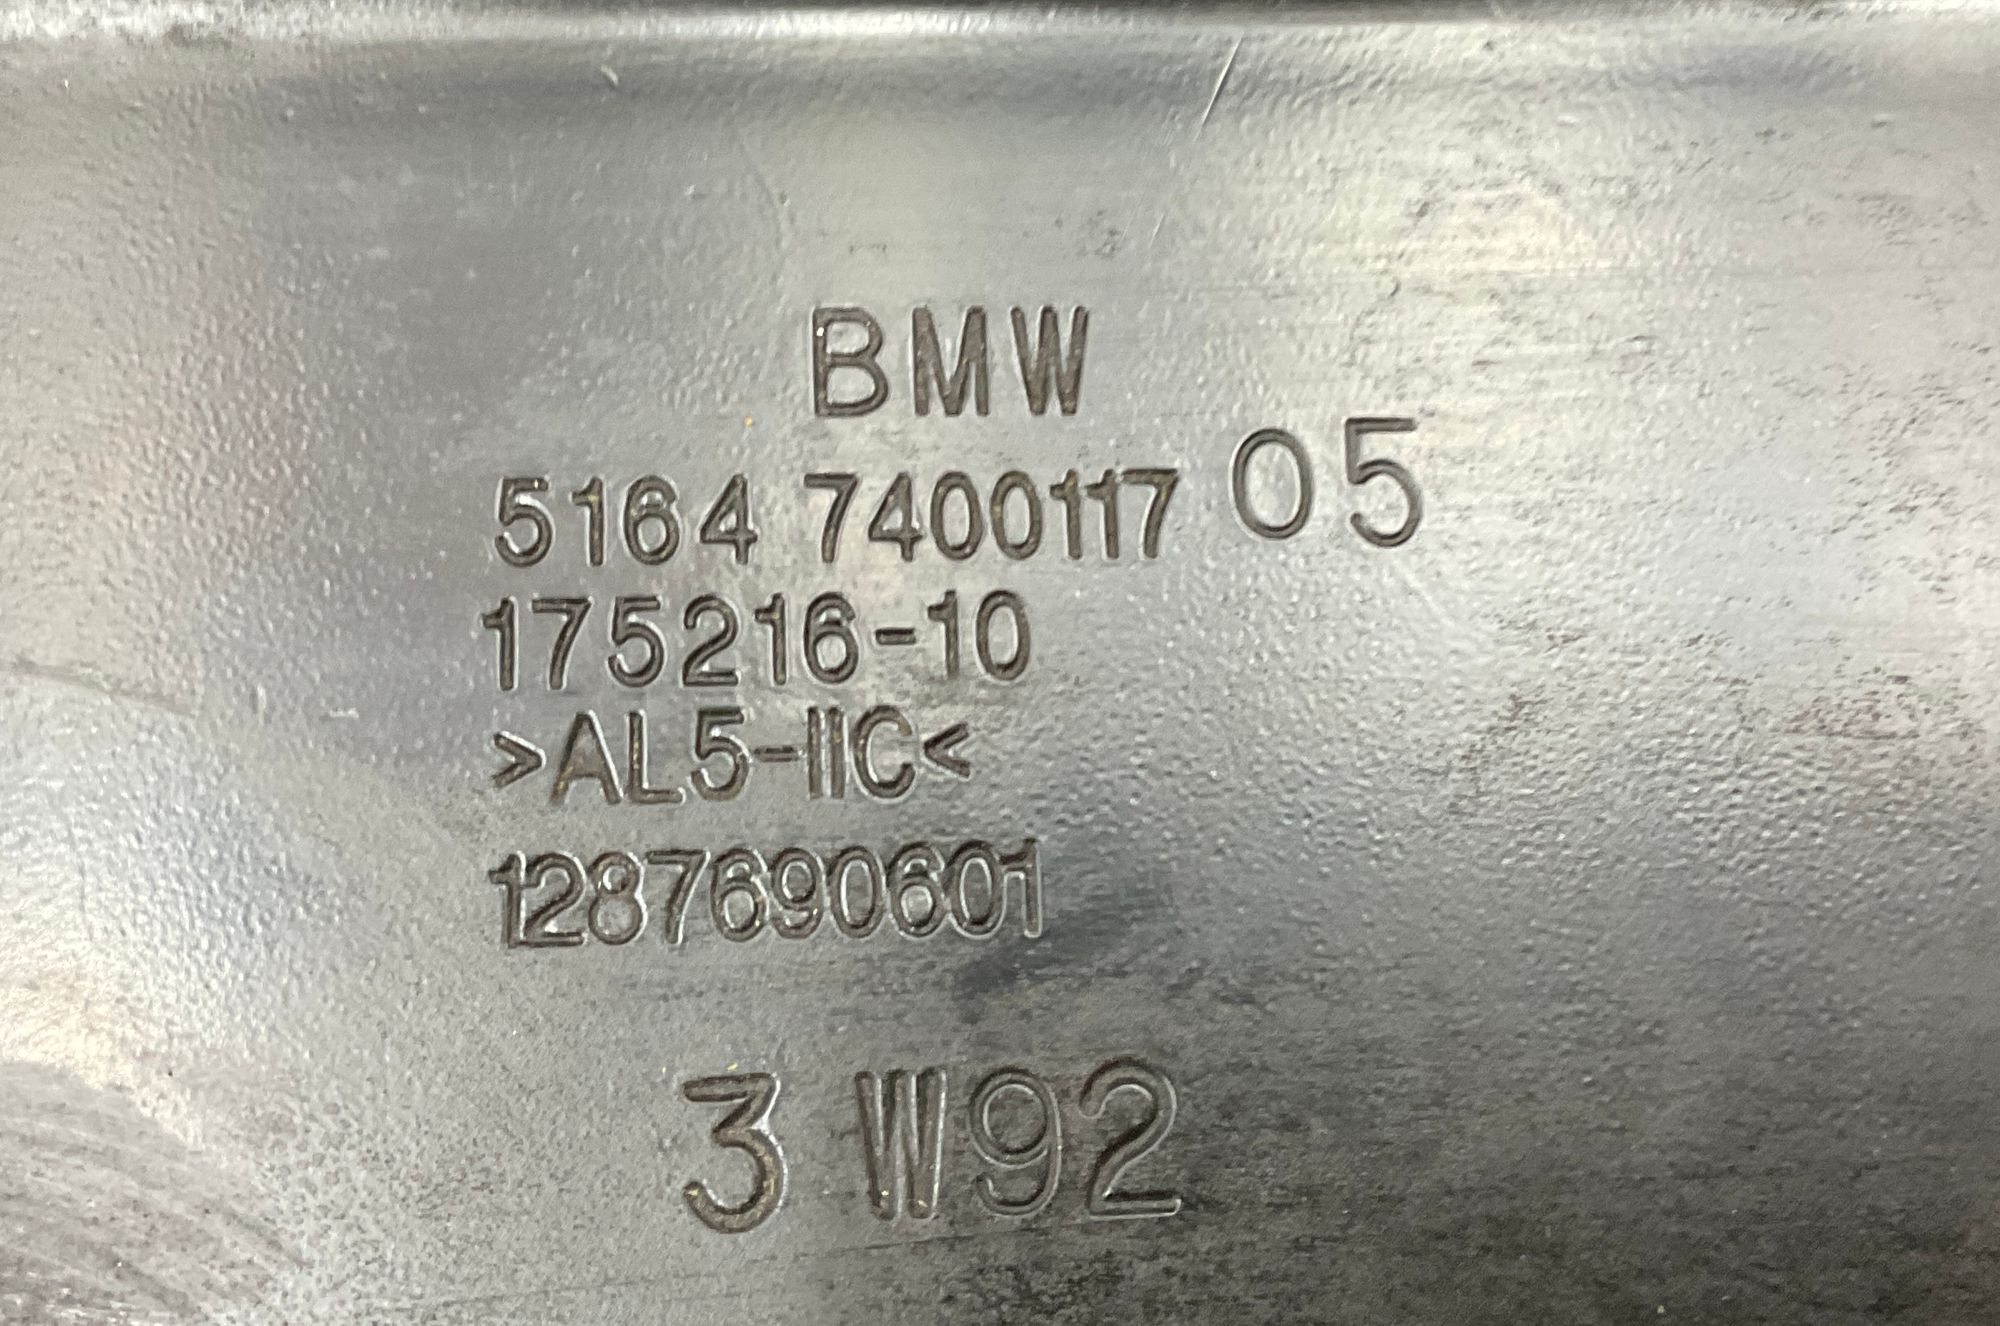 BMW
5164 7400117 05
175216-10
>AL5-IIC<
1287690601
3 W92